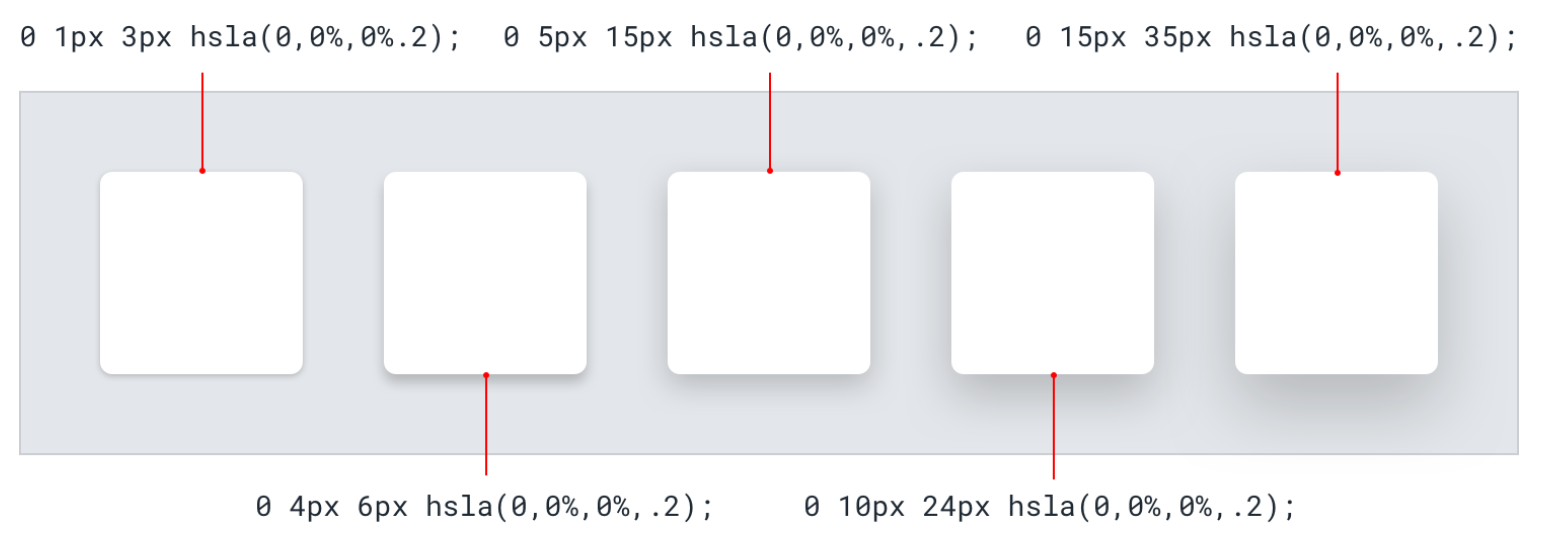 0 1px 3px hsla(0,0%,0%.2);
0 5px 15px hsla(0,0%,0%,.2);
0 15px 35px hsla(0,0%,0%,.2);
0 4px 6px hsla(0,0%,0%,.2);
0 10px 24px hsla(0,0%,0%,.2);